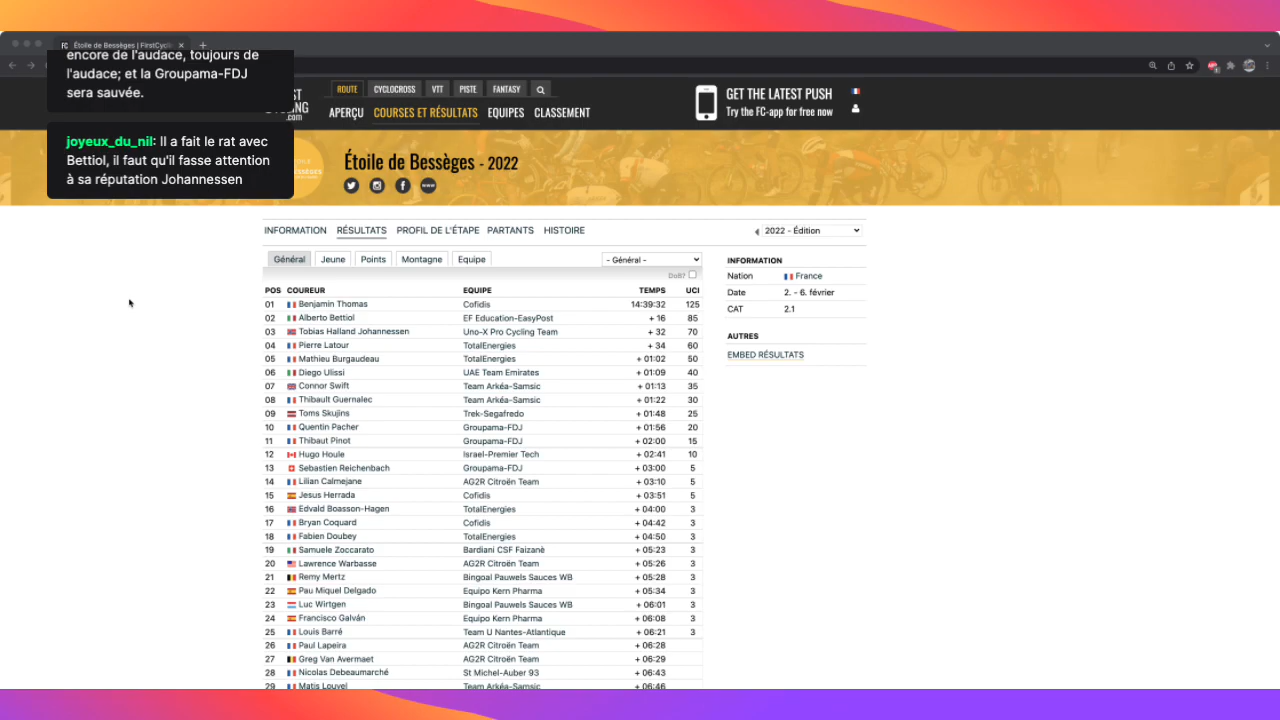 Étoile de Bessèges | FirstCycli
encore de l'audace, toujours de
l'audace; et la Groupama-FDJ
sera sauvée.
joyeux_du_nil: Il a fait le rat avec
Bettiol, il faut qu'il fasse attention
à sa réputation Johannessen
ROUTE CYCLOCROSS VTT PISTE FANTASY
APERÇU COURSES ET RÉSULTATS EQUIPES CLASSEMENT
.com
GET THE LATEST PUSH
Try the FC-app for free now
Étoile de Bessèges - 2022
www
INFORMATION RÉSULTATS PROFIL DE L'ÉTAPE PARTANTS HISTOIRE
2022 - Édition
Général Jeune Points Montagne Equipe
- Général -
DoB?
POS COUREUR EQUIPE TEMPS UCI
01 Benjamin Thomas Cofidis 14:39:32 125
02 Alberto Bettiol EF Education-EasyPost + 16 85
03 Tobias Halland Johannessen Uno-X Pro Cycling Team + 32 70
04 Pierre Latour TotalEnergies + 34 60
05 Mathieu Burgaudeau TotalEnergies + 01:02 50
06 Diego Ulissi UAE Team Emirates + 01:09 40
07 Connor Swift Team Arkéa-Samsic + 01:13 35
08 Thibault Guernalec Team Arkéa-Samsic + 01:22 30
09 Toms Skujins Trek-Segafredo + 01:48 25
10 Quentin Pacher Groupama-FDJ + 01:56 20
11 Thibaut Pinot Groupama-FDJ + 02:00 15
12 Hugo Houle Israel-Premier Tech + 02:41 10
13 Sebastien Reichenbach Groupama-FDJ + 03:00 5
14 Lilian Calmejane AG2R Citroën Team + 03:10 5
15 Jesus Herrada Cofidis + 03:51 5
16 Edvald Boasson-Hagen TotalEnergies + 04:00 3
17 Bryan Coquard Cofidis + 04:42 3
18 Fabien Doubey TotalEnergies + 04:50 3
19 Samuele Zoccarato Bardiani CSF Faizanè + 05:23 3
20 Lawrence Warbasse AG2R Citroën Team + 05:26 3
21 Remy Mertz Bingoal Pauwels Sauces WB + 05:28 3
22 Pau Miquel Delgado Equipo Kern Pharma + 05:34 3
23 Luc Wirtgen Bingoal Pauwels Sauces WB + 06:01 3
24 Francisco Galván Equipo Kern Pharma + 06:08 3
25 Louis Barré Team U Nantes-Atlantique + 06:21 3
26 Paul Lapeira AG2R Citroën Team + 06:28
27 Greg Van Avermaet AG2R Citroën Team + 06:29
28 Nicolas Debeaumarché St Michel-Auber 93 + 06:43
29 Matis Louvel Team Arkéa-Samsic + 06:46
INFORMATION
Nation France
Date 2. - 6. février
CAT 2.1
AUTRES
EMBED RÉSULTATS